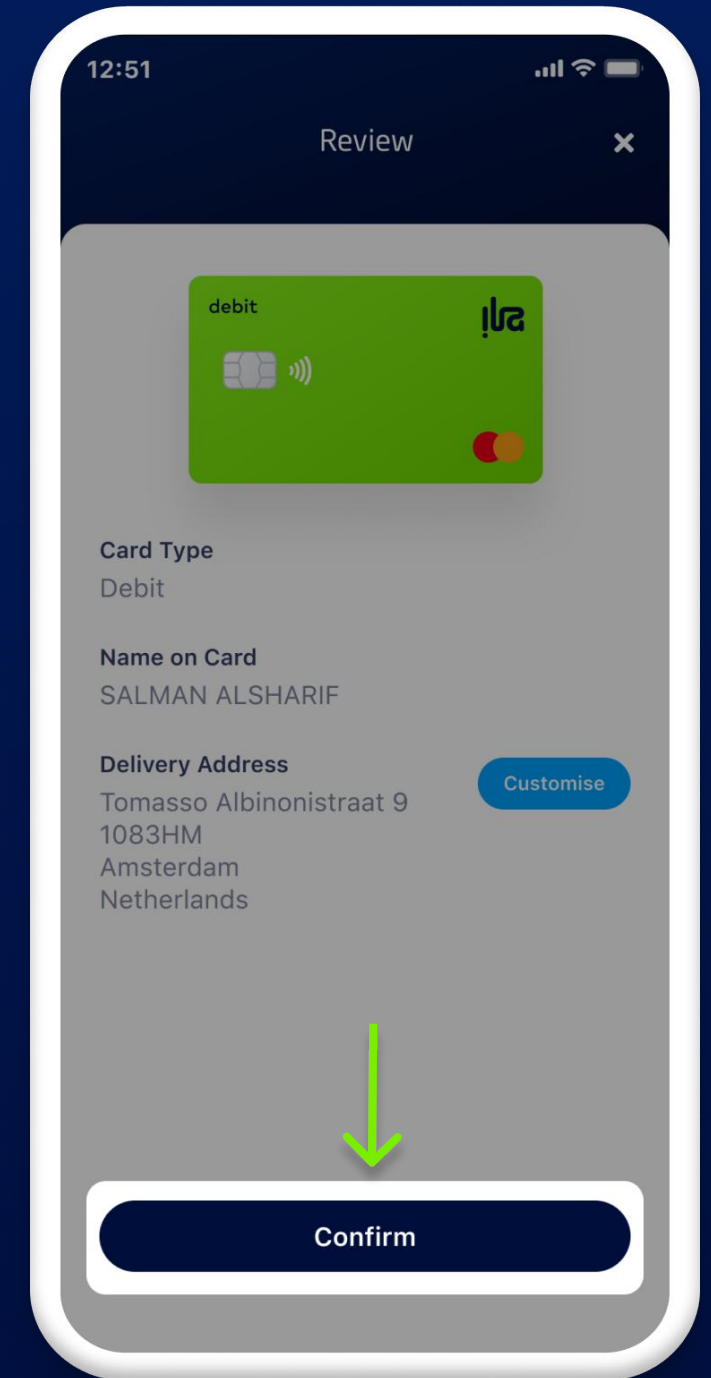 12:51
Review
debit
ila
Card Type
Debit
Name on Card
SALMAN ALSHARIF
Delivery Address
Customise
Tomasso Albinonistraat 9
1083HM
Amsterdam
Netherlands
Confirm